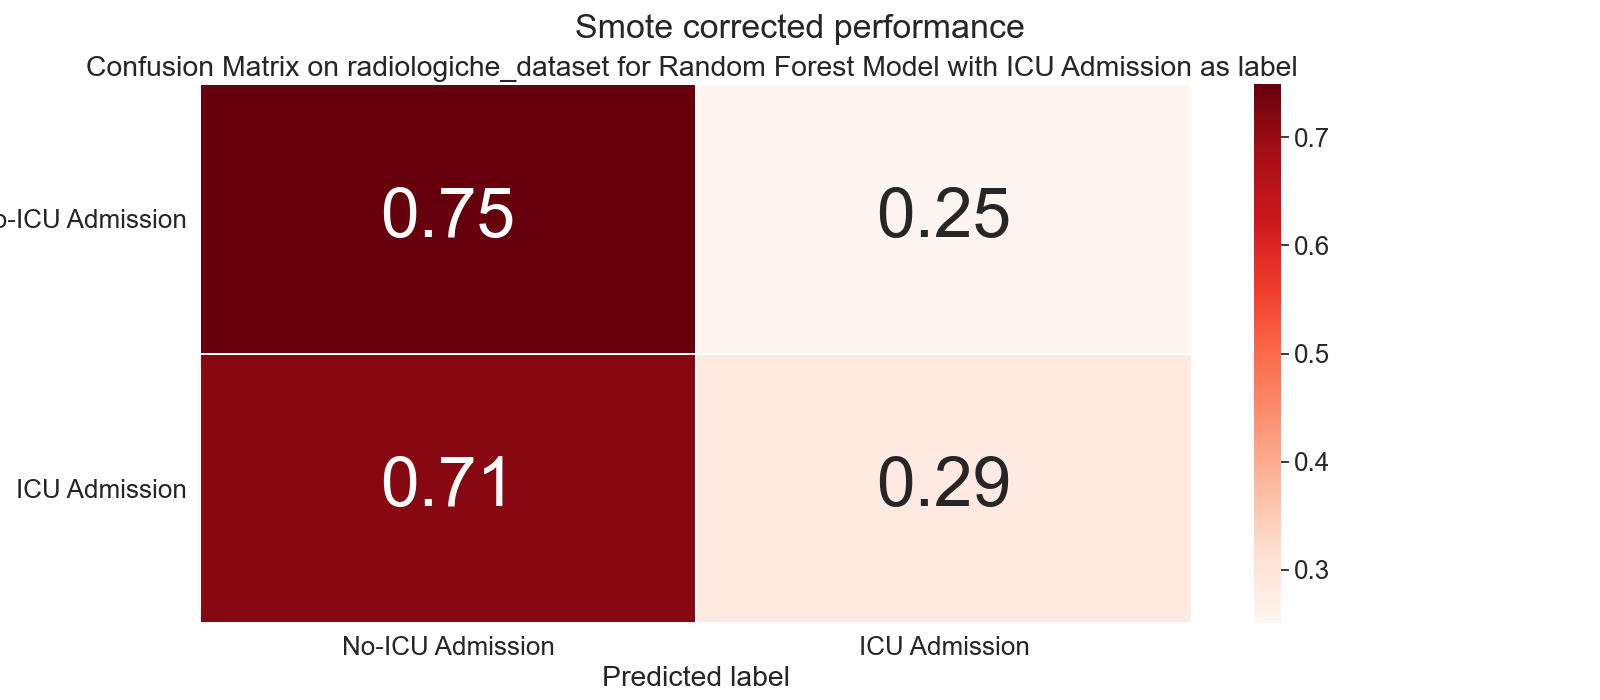 Smote corrected performance
Confusion Matrix on radiologiche_dataset for Random Forest Model with ICU Admission as label
0.75 0.25
o-ICU Admission
0.71 0.29
ICU Admission
No-ICU Admission ICU Admission
Predicted label
0.7
0.6
0.5
0.4
0.3